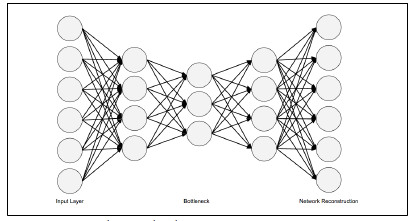 Input Layer
Bottleneck
Network Reconstruction